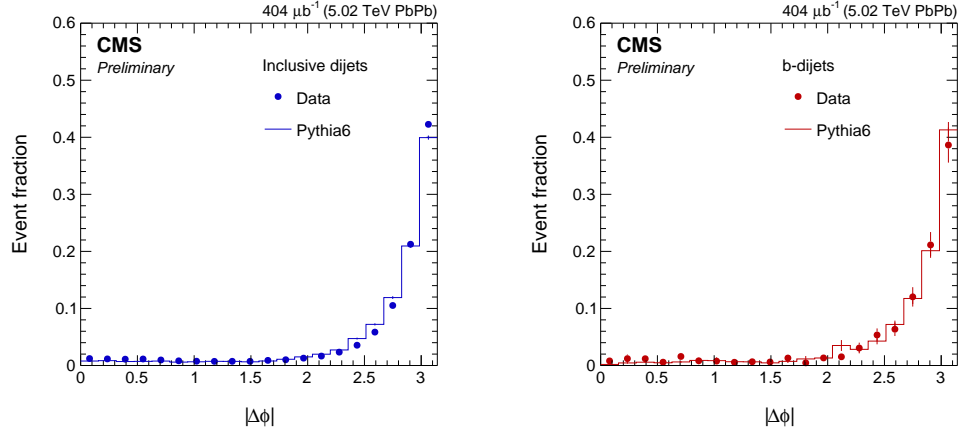 404 μb⁻¹ (5.02 TeV PbPb)
CMS
Preliminary
Inclusive dijets
Data
Pythia6
Event fraction
0.6
0.5
0.4
0.3
0.2
0.1
0
0 0.5 1 1.5 2 2.5 3
|Δϕ|
404 μb⁻¹ (5.02 TeV PbPb)
CMS
Preliminary
b-dijets
Data
Pythia6
Event fraction
0.6
0.5
0.4
0.3
0.2
0.1
0
0 0.5 1 1.5 2 2.5 3
|Δϕ|